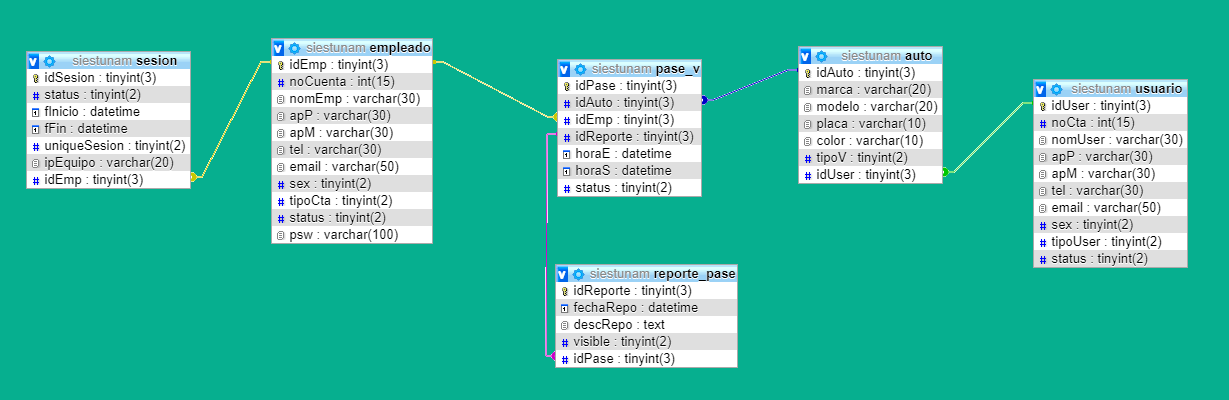 siestunam sesion
idSesion : tinyint(3)
status : tinyint(2)
fInicio : datetime
fFin : datetime
uniqueSesion : tinyint(2)
ipEquipo : varchar(20)
idEmp : tinyint(3)
siestunam empleado
idEmp : tinyint(3)
noCuenta : int(15)
nomEmp : varchar(30)
apP : varchar(30)
apM : varchar(30)
tel : varchar(30)
email : varchar(50)
sex : tinyint(2)
tipoCta : tinyint(2)
status : tinyint(2)
psw : varchar(100)
siestunam pase_v
idPase : tinyint(3)
idAuto : tinyint(3)
idEmp : tinyint(3)
idReporte : tinyint(3)
horaE : datetime
horaS : datetime
status : tinyint(2)
siestunam reporte_pase
idReporte : tinyint(3)
fechaRepo : datetime
descRepo : text
visible : tinyint(2)
idPase : tinyint(3)
siestunam auto
idAuto : tinyint(3)
marca : varchar(20)
modelo : varchar(20)
placa : varchar(10)
color : varchar(10)
tipoV : tinyint(2)
idUser : tinyint(3)
siestunam usuario
idUser : tinyint(3)
noCta : int(15)
nomUser : varchar(30)
apP : varchar(30)
apM : varchar(30)
tel : varchar(30)
email : varchar(50)
sex : tinyint(2)
tipoUser : tinyint(2)
status : tinyint(2)